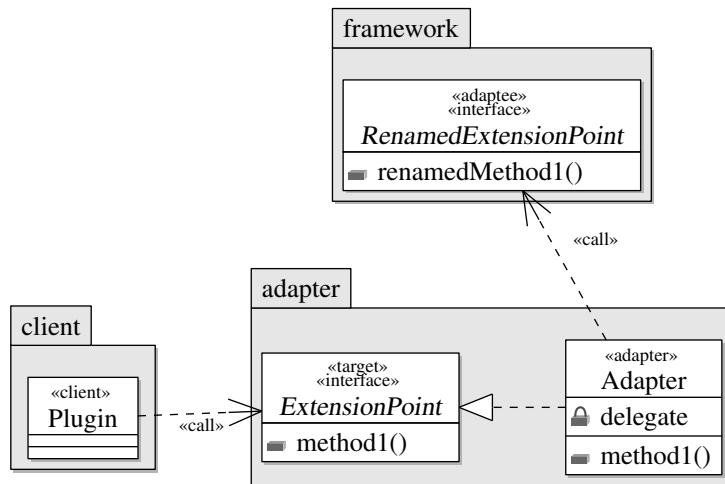 framework
«adaptee»
«interface»
RenamedExtensionPoint
renamedMethod1()
«call»
adapter
client
«target»
«interface»
ExtensionPoint
method1()
«adapter»
Adapter
delegate
method1()
«client»
Plugin
«call»